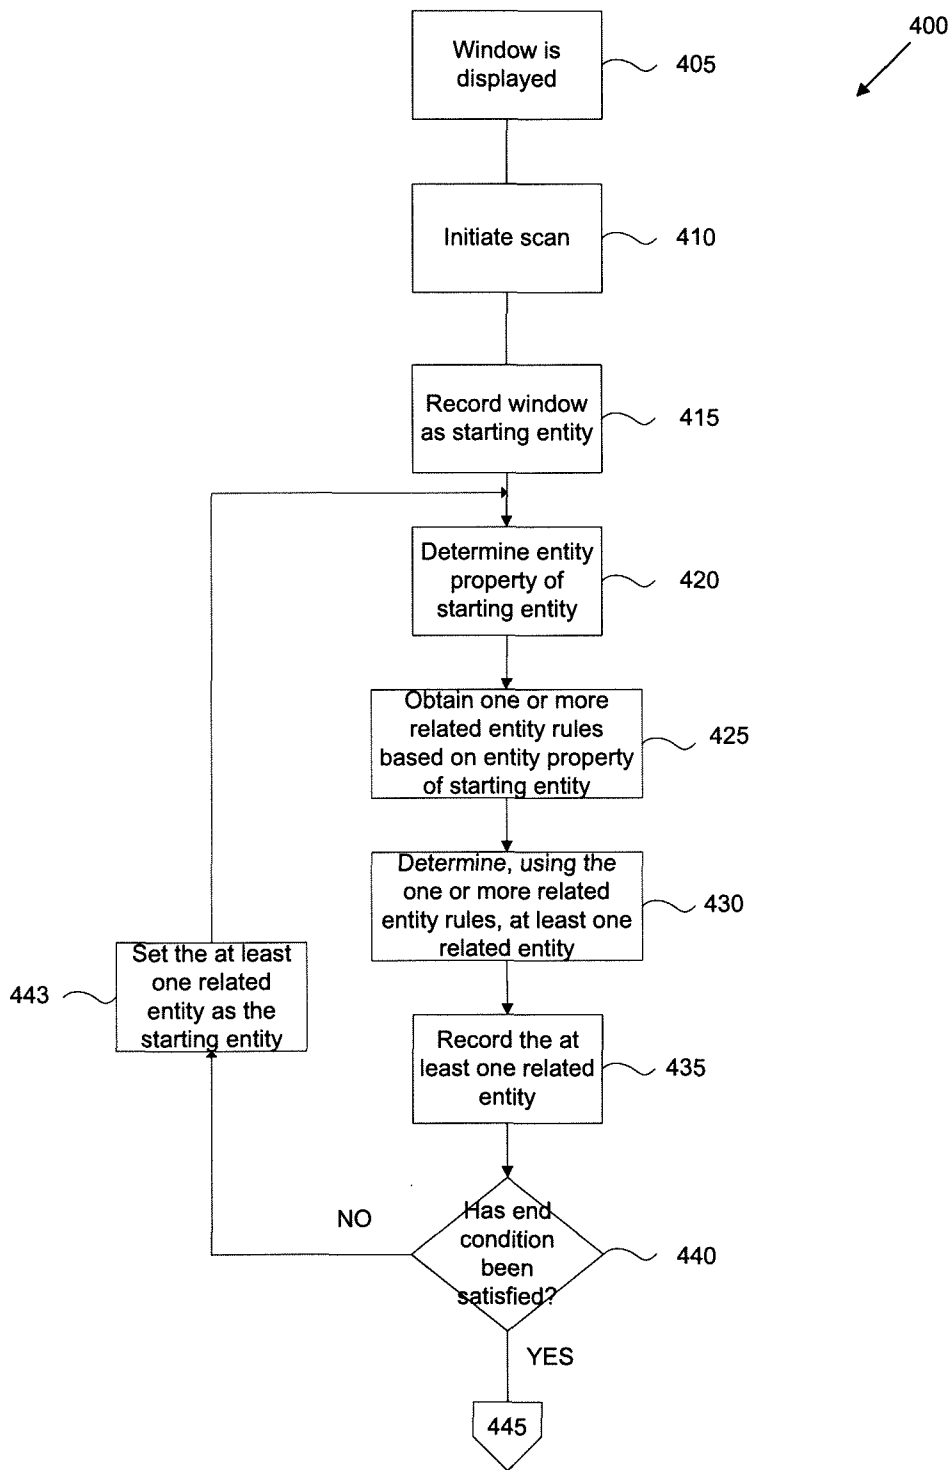 400
Window is
displayed
405
Initiate scan
410
Record window
as starting entity
415
Determine entity
property of
starting entity
420
Obtain one or more
related entity rules
based on entity property
of starting entity
425
Determine, using the
one or more related
entity rules, at least one
related entity
430
Set the at least
one related
entity as the
starting entity
443
Record the at
least one related
entity
435
NO
Has end
condition
been
satisfied?
440
YES
445